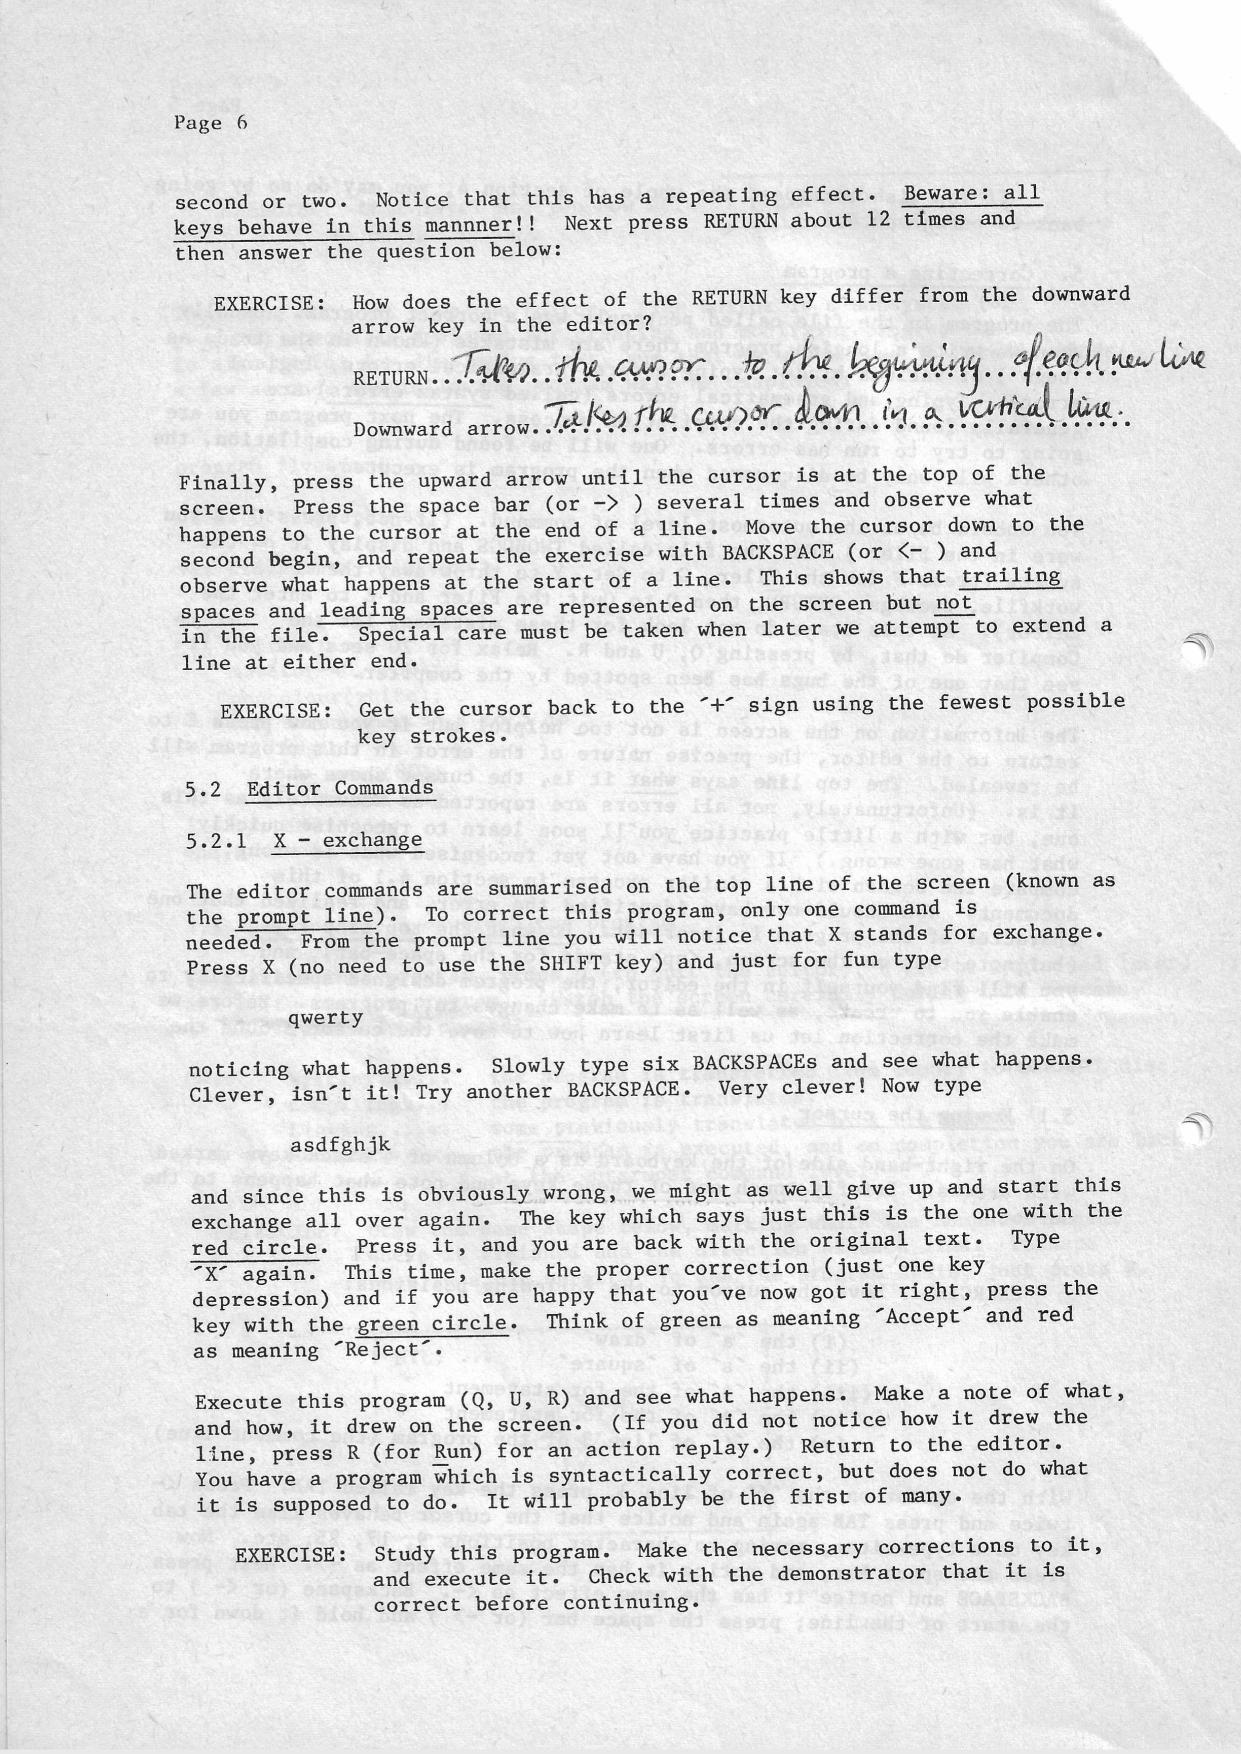 Page 6
second or two.  Notice that this has a repeating effect.  Beware: all
keys behave in this mannner!!  Next press RETURN about 12 times and
then answer the question below:
EXERCISE:  How does the effect of the RETURN key differ from the downward
arrow key in the editor?
RETURN...Takes the cursor to the beginning of each new line
Downward arrow..Takes the cursor down in a vertical line.
Finally, press the upward arrow until the cursor is at the top of the
screen.  Press the space bar (or -> ) several times and observe what
happens to the cursor at the end of a line.  Move the cursor down to the
second begin, and repeat the exercise with BACKSPACE (or <- ) and
observe what happens at the start of a line.  This shows that trailing
spaces and leading spaces are represented on the screen but not
in the file.  Special care must be taken when later we attempt to extend a
line at either end.
EXERCISE:  Get the cursor back to the ´+´ sign using the fewest possible
key strokes.
5.2  Editor Commands
5.2.1  X - exchange
The editor commands are summarised on the top line of the screen (known as
the prompt line).  To correct this program, only one command is
needed.  From the prompt line you will notice that X stands for exchange.
Press X (no need to use the SHIFT key) and just for fun type
qwerty
noticing what happens.  Slowly type six BACKSPACEs and see what happens.
Clever, isn´t it! Try another BACKSPACE.  Very clever! Now type
asdfghjk
and since this is obviously wrong, we might as well give up and start this
exchange all over again.  The key which says just this is the one with the
red circle.  Press it, and you are back with the original text.  Type
´X´ again.  This time, make the proper correction (just one key
depression) and if you are happy that you´ve now got it right, press the
key with the green circle.  Think of green as meaning ´Accept´ and red
as meaning ´Reject´.
Execute this program (Q, U, R) and see what happens.  Make a note of what,
and how, it drew on the screen.  (If you did not notice how it drew the
line, press R (for Run) for an action replay.)  Return to the editor.
You have a program which is syntactically correct, but does not do what
it is supposed to do.  It will probably be the first of many.
EXERCISE:  Study this program.  Make the necessary corrections to it,
and execute it.  Check with the demonstrator that it is
correct before continuing.